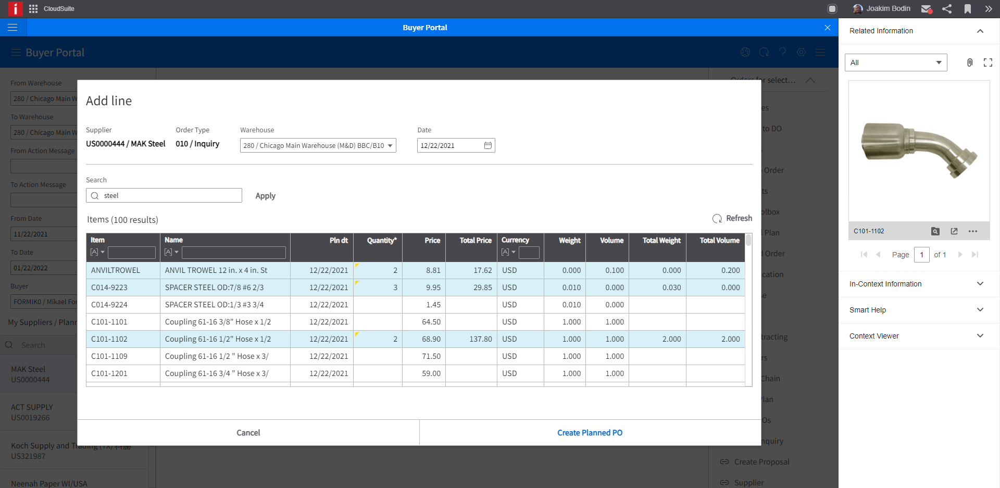 CloudSuite
Joakim Bodin
Buyer Portal
Buyer Portal
From Warehouse
280 / Chicago Main W
To Warehouse
280 / Chicago Main W
From Action Message
To Action Message
From Date
11/22/2021
To Date
01/22/2022
Buyer
FORMIK0 / Mikael For
My Suppliers / Plann
Search
MAK Steel
US0000444
ACT SUPPLY
US0019266
Koch Supply and Trading (TX)
US321987
Neenah Paper WI/USA
Add line
Supplier
US0000444 / MAK Steel
Order Type
010 / Inquiry
Warehouse
280 / Chicago Main Warehouse (M&D) BBC/B10
Date
12/22/2021
Search
steel
Apply
Items (100 results)
Refresh
Item Name Pln dt Quantity* Price Total Price Currency Weight Volume Total Weight Total Volume
ANVILTROWEL ANVIL TROWEL 12 in. x 4 in. St 12/22/2021 2 8.81 17.62 USD 0.000 0.100 0.000 0.200
C014-9223 SPACER STEEL OD:7/8 #6 2/3 12/22/2021 3 9.95 29.85 USD 0.010 0.000 0.030 0.000
C014-9224 SPACER STEEL OD:1/3 #3 3/4 12/22/2021 1.45 USD 0.010 0.000
C101-1101 Coupling 61-16 3/8" Hose x 1/2 12/22/2021 64.50 USD 1.000 1.000
C101-1102 Coupling 61-16 1/2" Hose x 1/2 12/22/2021 2 68.90 137.80 USD 1.000 1.000 2.000 2.000
C101-1109 Coupling 61-16 1/2 " Hose x 3/ 12/22/2021 71.50 USD 1.000 1.000
C101-1201 Coupling 61-16 3/4 " Hose x 3/ 12/22/2021 59.00 USD 1.000 1.000
Cancel
Create Planned PO
for select...
es
to DO
Order
ts
olbox
Plan
Order
cation
se
tracting
rs
Chain
lan
Os
nquiry
Create Proposal
Supplier
Related Information
All
C101-1102
Page 1 of 1
In-Context Information
Smart Help
Context Viewer